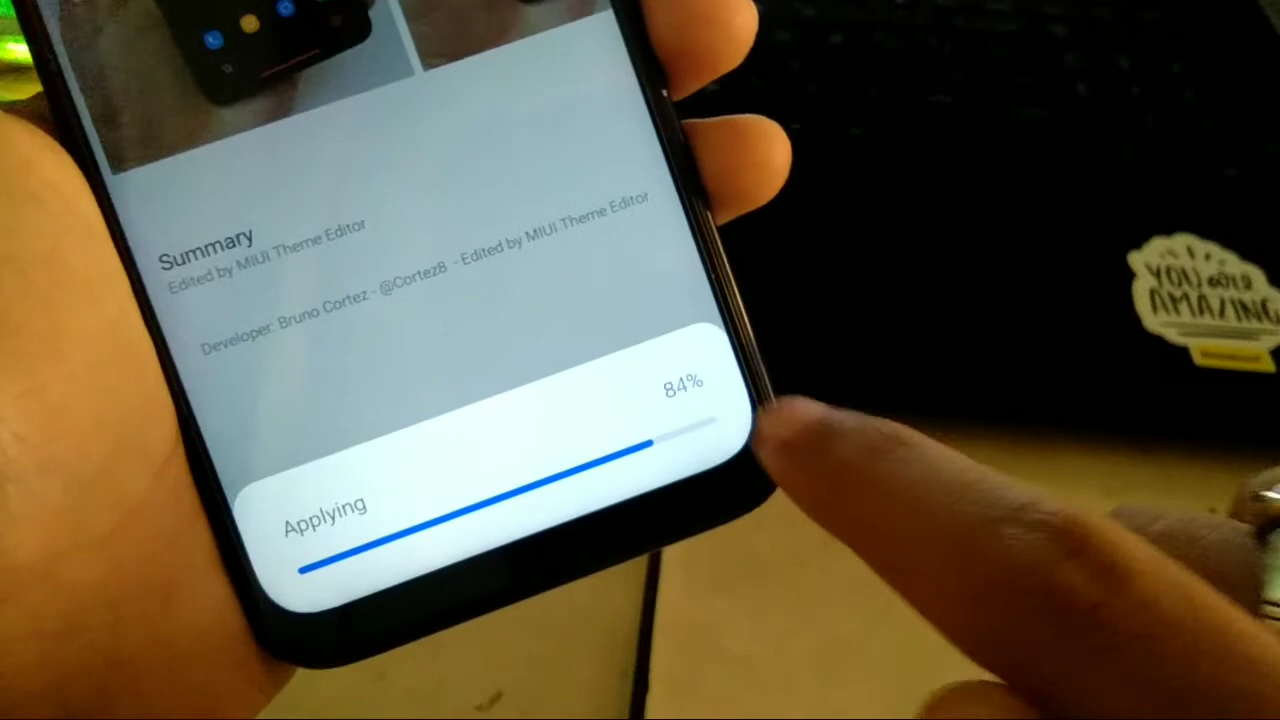 Summary
Edited by MIUI Theme Editor
Developer: Bruno Cortez - @Cortez8 - Edited by MIUI Theme Editor
84%
Applying
YOU are
AMAZING